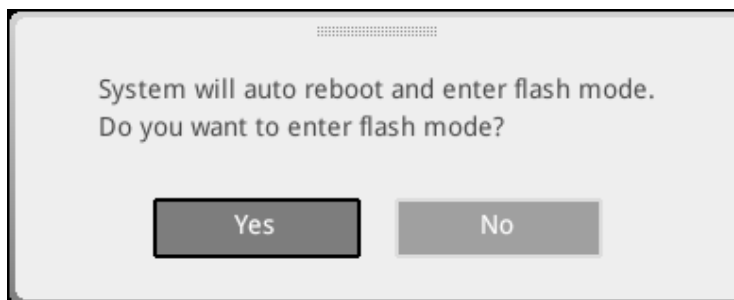 System will auto reboot and enter flash mode.
Do you want to enter flash mode?
Yes
No